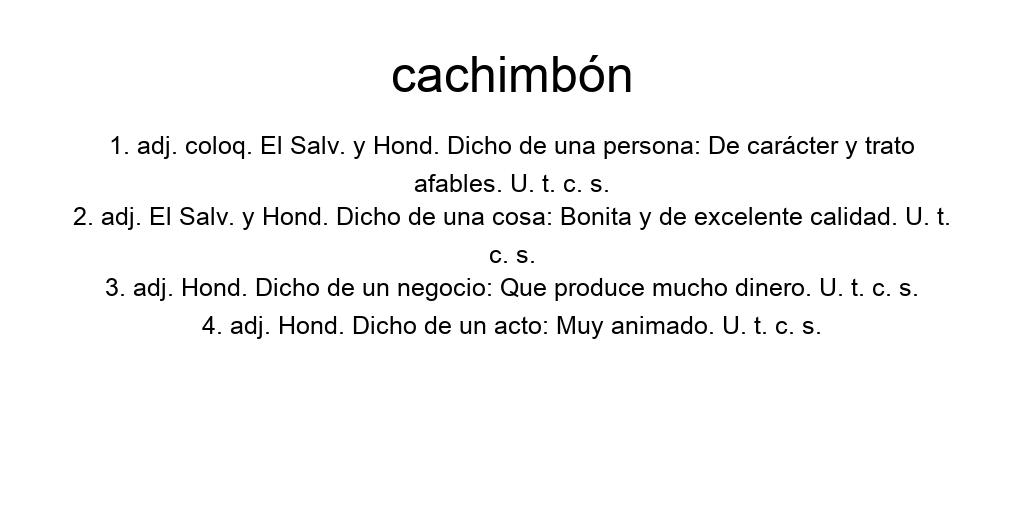 cachimbón
1. adj. coloq. El Salv. y Hond. Dicho de una persona: De carácter y trato
afables. U. t. c. s.
2. adj. El Salv. y Hond. Dicho de una cosa: Bonita y de excelente calidad. U. t.
c. s.
3. adj. Hond. Dicho de un negocio: Que produce mucho dinero. U. t. c. s.
4. adj. Hond. Dicho de un acto: Muy animado. U. t. c. s.